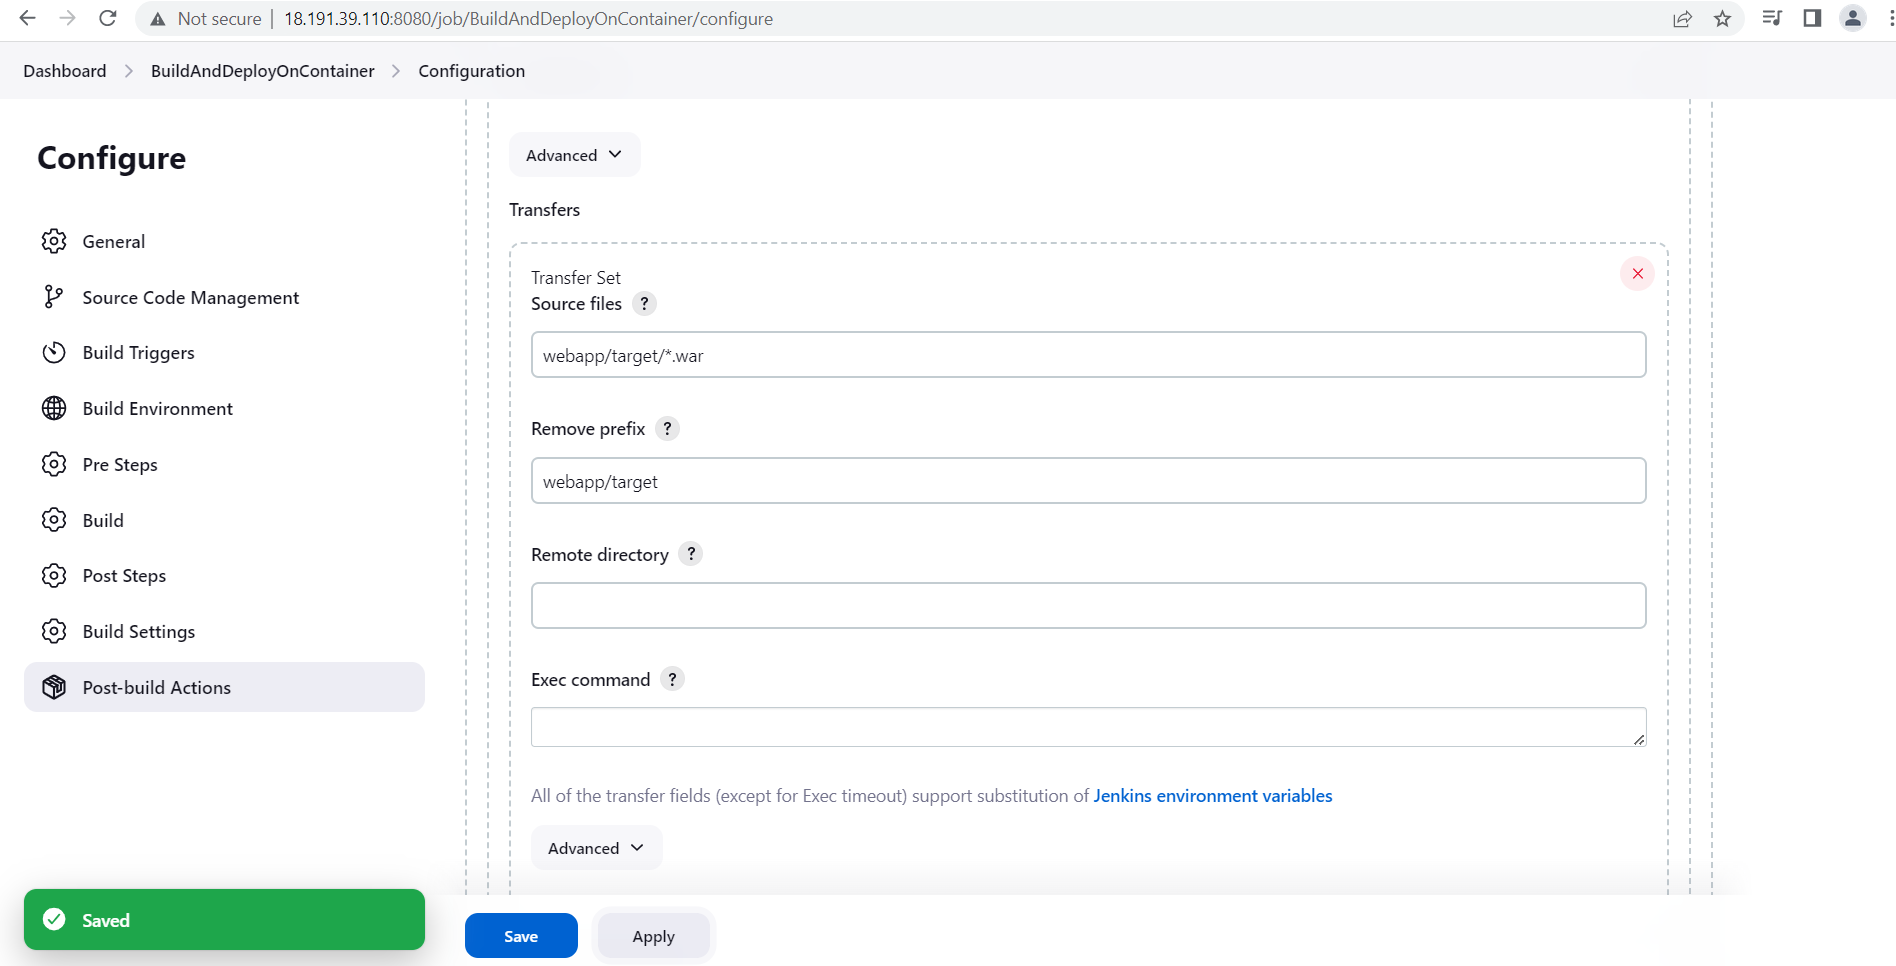 Not secure | 18.191.39.110:8080/job/BuildAndDeployOnContainer/configure
Dashboard > BuildAndDeployOnContainer > Configuration
Configure
General
Source Code Management
Build Triggers
Build Environment
Pre Steps
Build
Post Steps
Build Settings
Post-build Actions
Saved
Advanced
Transfers
Transfer Set
Source files ?
webapp/target/*.war
Remove prefix ?
webapp/target
Remote directory ?
Exec command ?
All of the transfer fields (except for Exec timeout) support substitution of Jenkins environment variables
Advanced
Save Apply